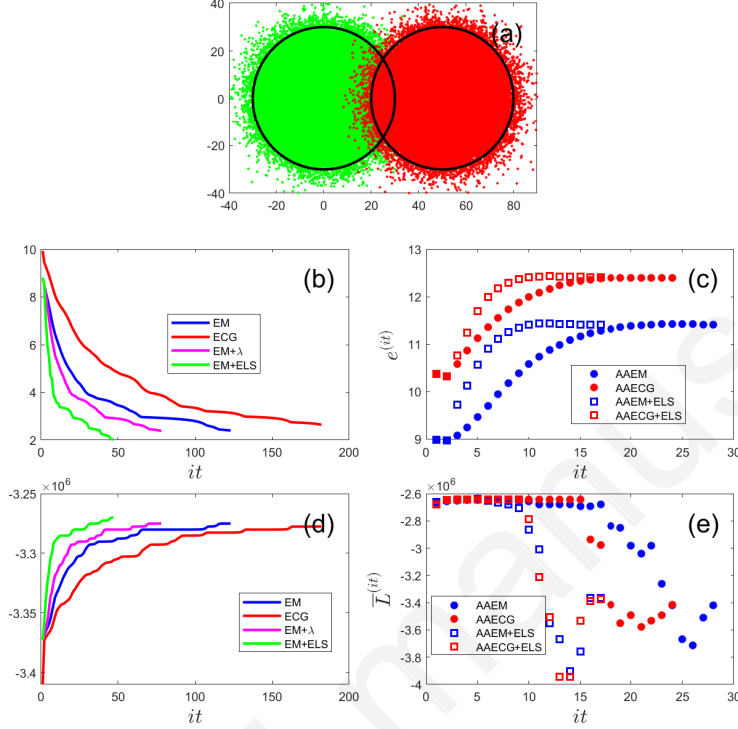 40
(a)
20
0
-20
-40
-40 -20 0 20 40 60 80
10
(b)
8
6
4
2
EM
ECG
EM+λ
EM+ELS
0 50 100 150 200
it
13
(c)
12
11
10
9
e^(it)
AAEM
AAECG
AAEM+ELS
AAECG+ELS
0 5 10 15 20 25 30
it
×10^6
-3.25
(d)
-3.3
-3.35
-3.4
EM
ECG
EM+λ
EM+ELS
0 50 100 150 200
it
×10^6
-2.6
(e)
-2.8
-3
-3.2
-3.4
-3.6
-3.8
-4
L̅^(it)
AAEM
AAECG
AAEM+ELS
AAECG+ELS
0 5 10 15 20 25 30
it